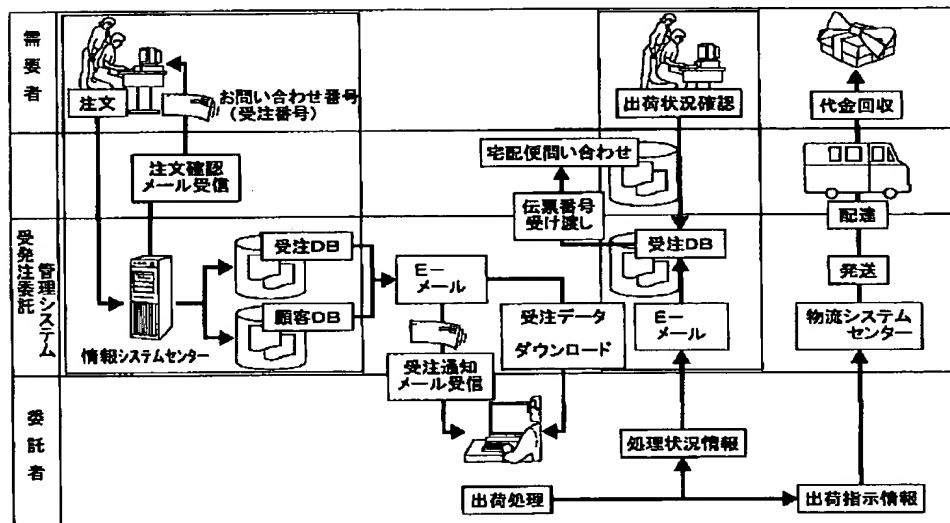 需要者
注文
お問い合わせ番号
(受注番号)
出荷状況確認
代金回収
注文確認
メール受信
宅配便問い合わせ
伝票番号
受け渡し
配達
受発注委託
管理システム
受注DB
顧客DB
情報システムセンター
E-
メール
受注データ
ダウンロード
受注DB
E-
メール
発送
物流システム
センター
受注通知
メール受信
委託者
処理状況情報
出荷処理
出荷指示情報